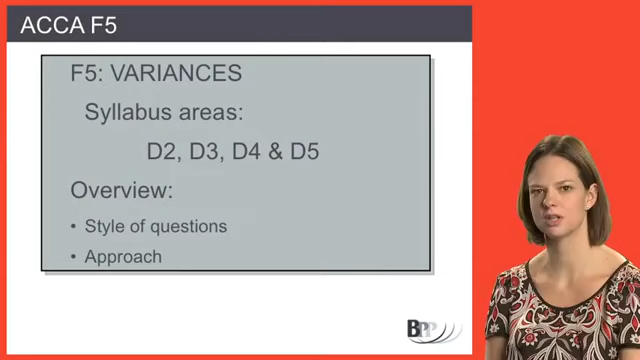 ACCA F5
F5: VARIANCES
Syllabus areas:
D2, D3, D4 & D5
Overview:
• Style of questions
• Approach
BPP